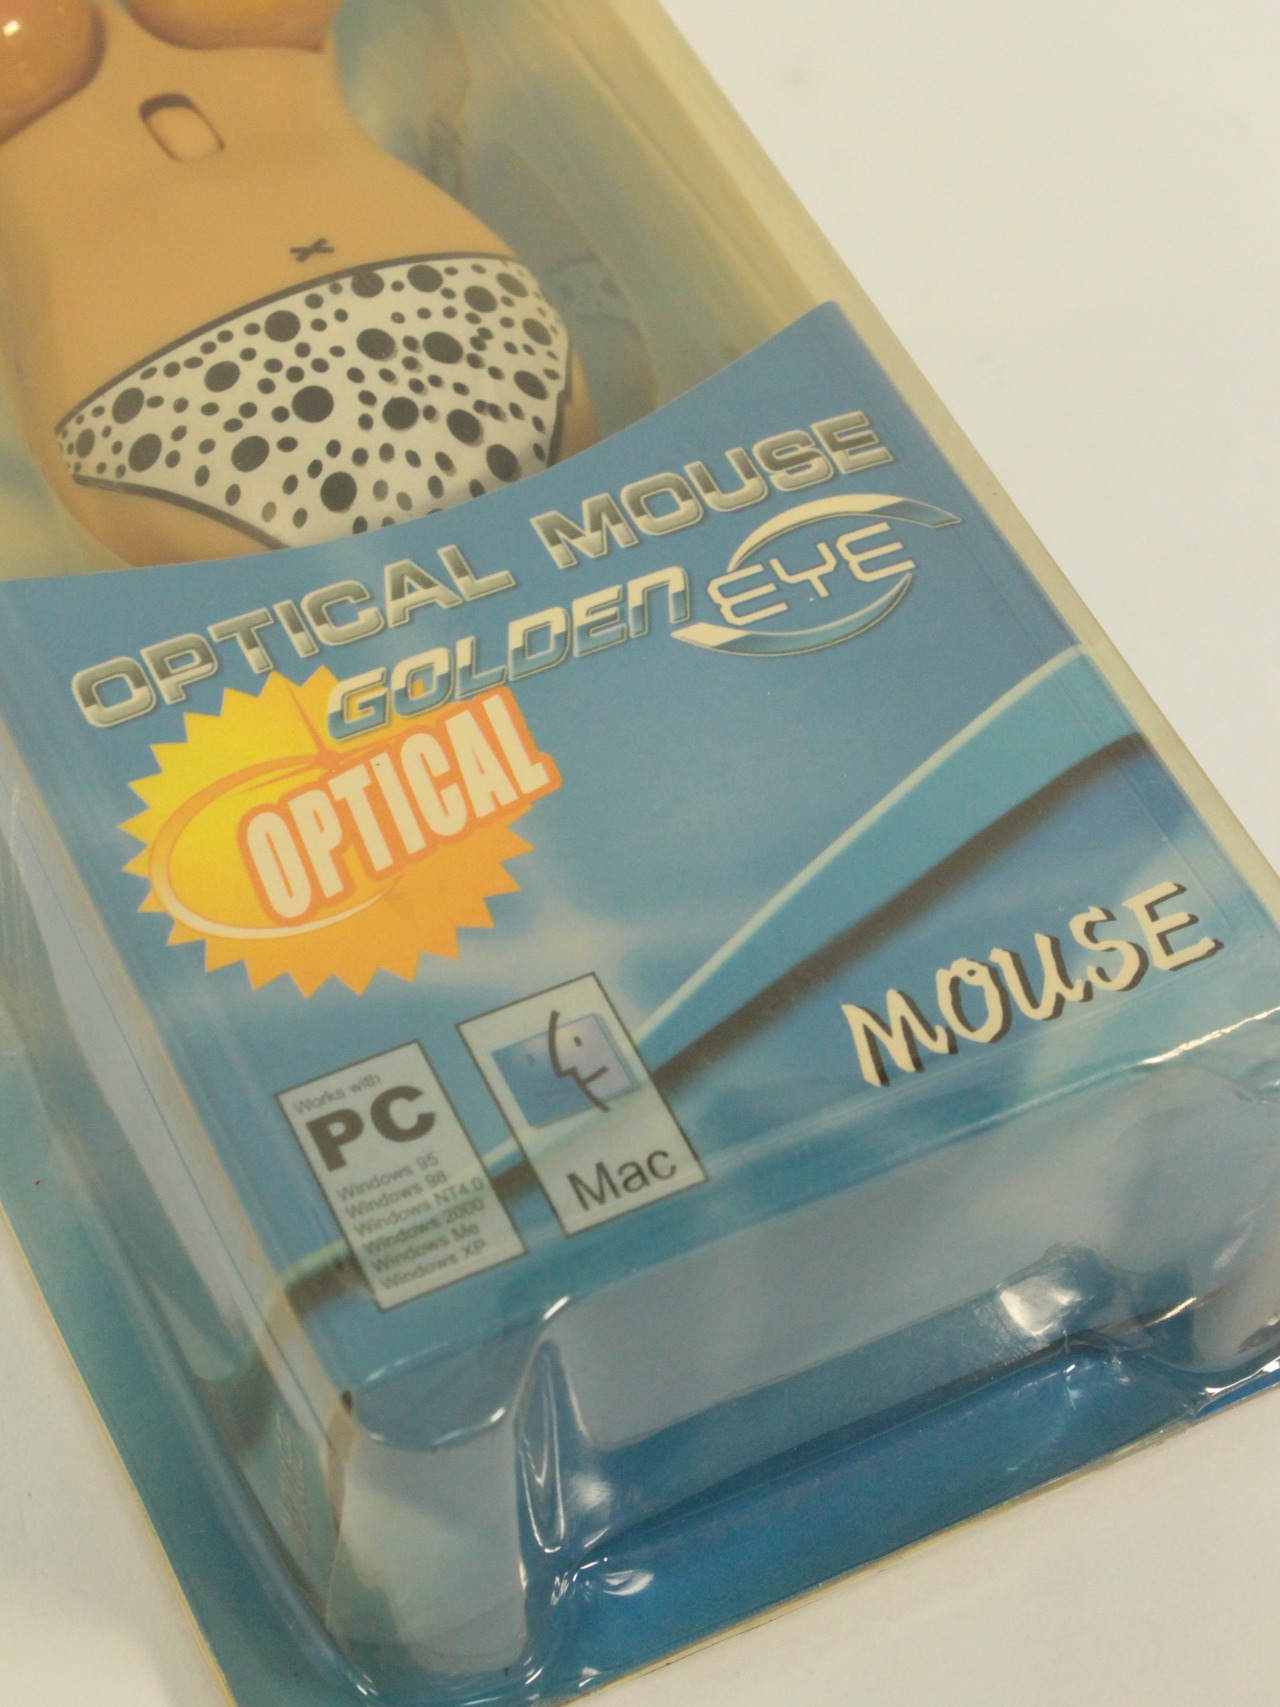 OPTICAL MOUSE
GOLDEN EYE
OPTICAL
MOUSE
Works with
PC
Windows 95
Windows 98
Windows NT4.0
Windows 2000
Windows Me
Windows XP
Mac